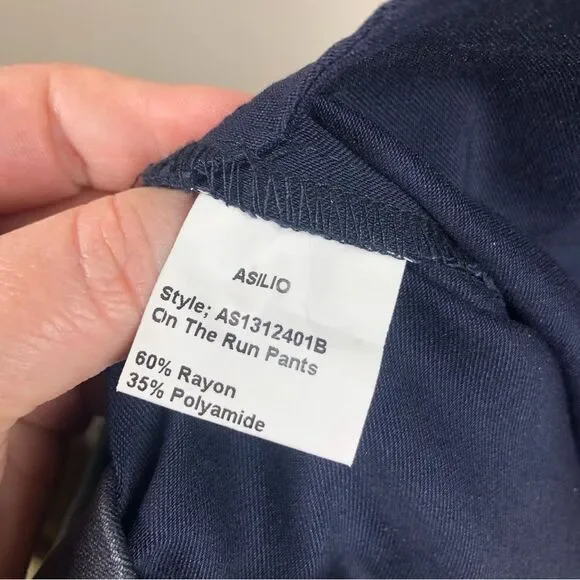 ASILIO
Style; AS1312401B
On The Run Pants
60% Rayon
35% Polyamide